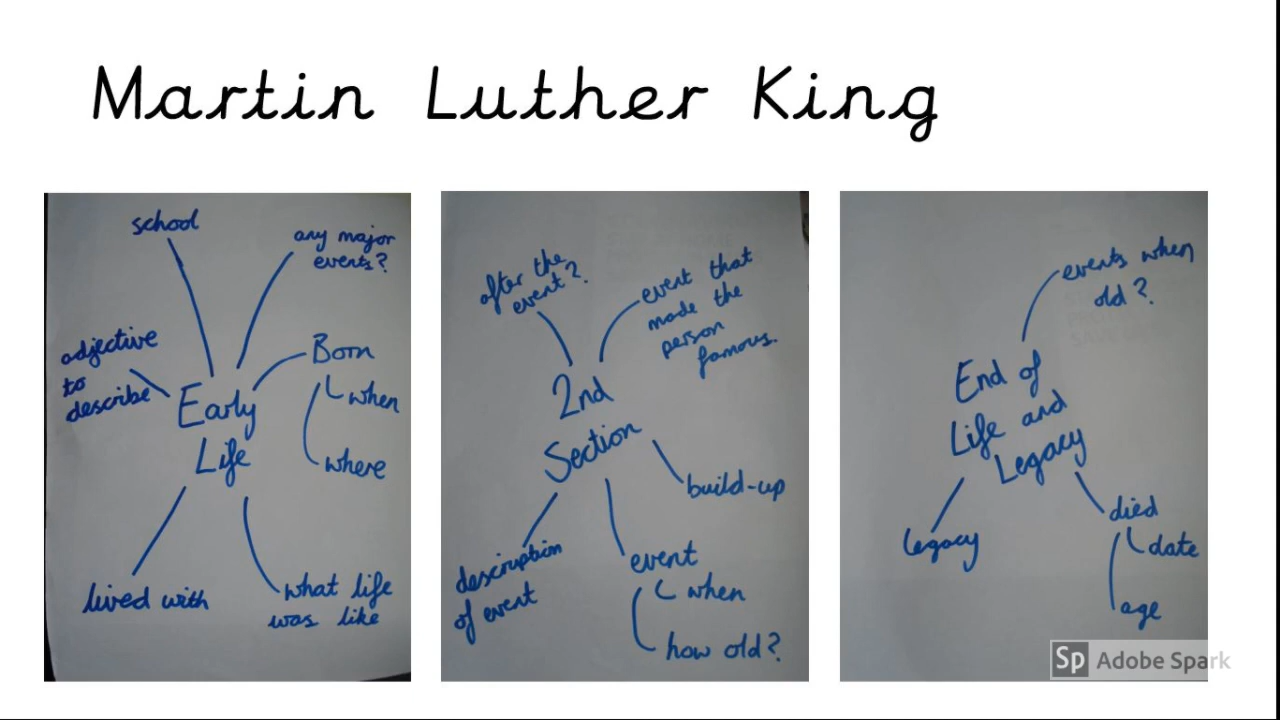 Martin Luther King
school
any major
events?
adjective
to
describe
Born
when
where
Early
Life
lived with
what life
was like
after the
event?
event that
made the
person
famous.
2nd
Section
build-up
description
of event
event
when
how old?
events when
old?
End of
Life and
Legacy
legacy
died
date
age
Sp Adobe Spark